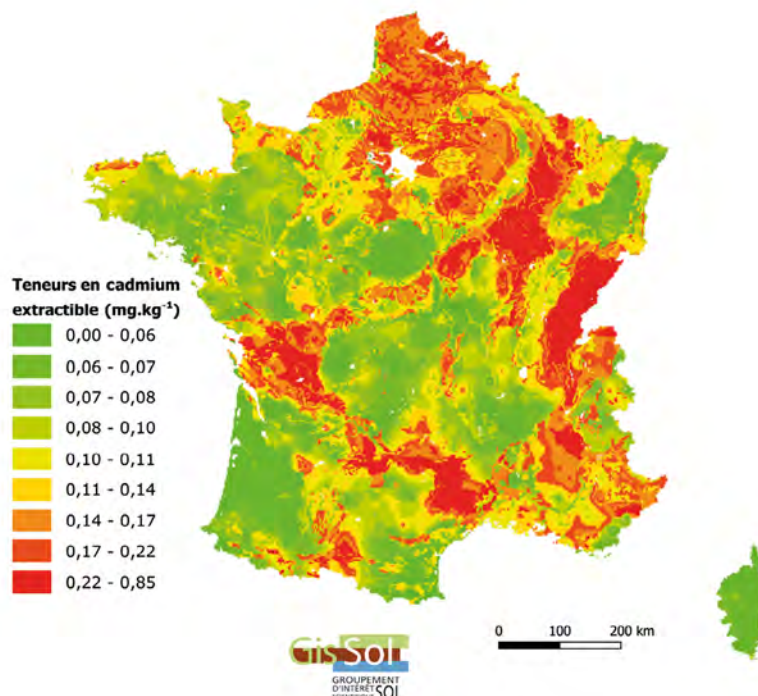 Teneurs en cadmium
extractible (mg.kg⁻¹)
0,00 - 0,06
0,06 - 0,07
0,07 - 0,08
0,08 - 0,10
0,10 - 0,11
0,11 - 0,14
0,14 - 0,17
0,17 - 0,22
0,22 - 0,85
0 100 200 km
GisSol
GROUPEMENT
D'INTÉRÊT
SOL